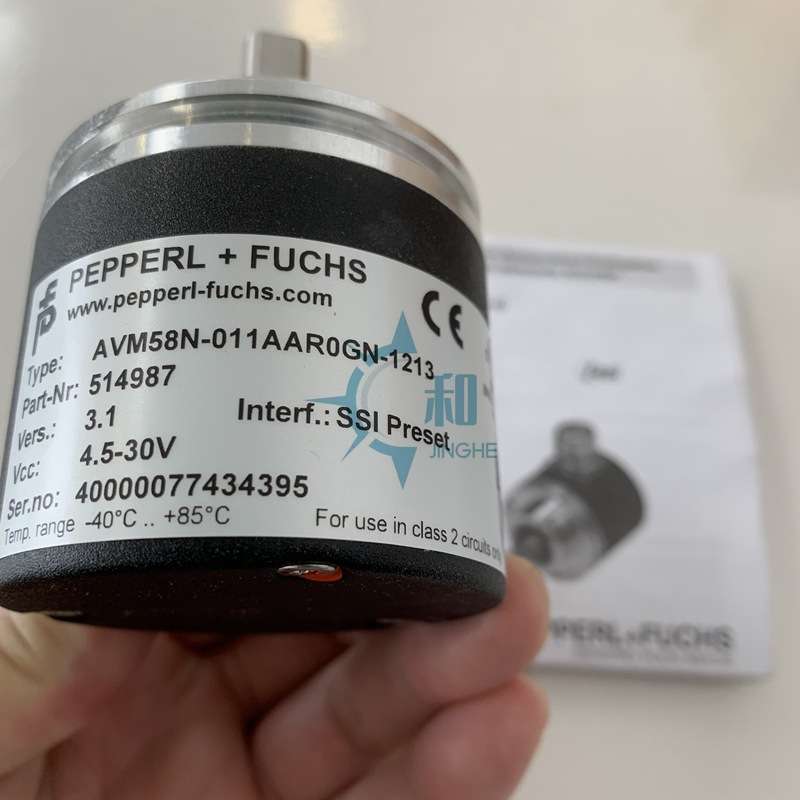 PEPPERL + FUCHS
www.pepperl-fuchs.com
CE
Type: AVM58N-011AAR0GN-1213
Part-Nr: 514987
Vers.: 3.1
Interf.: SSI Preset
Vcc: 4.5-30V
Ser.no: 40000077434395
Temp. range -40°C .. +85°C
For use in class 2 circuits only
和
JINGHE
PEPPERL+FUCHS